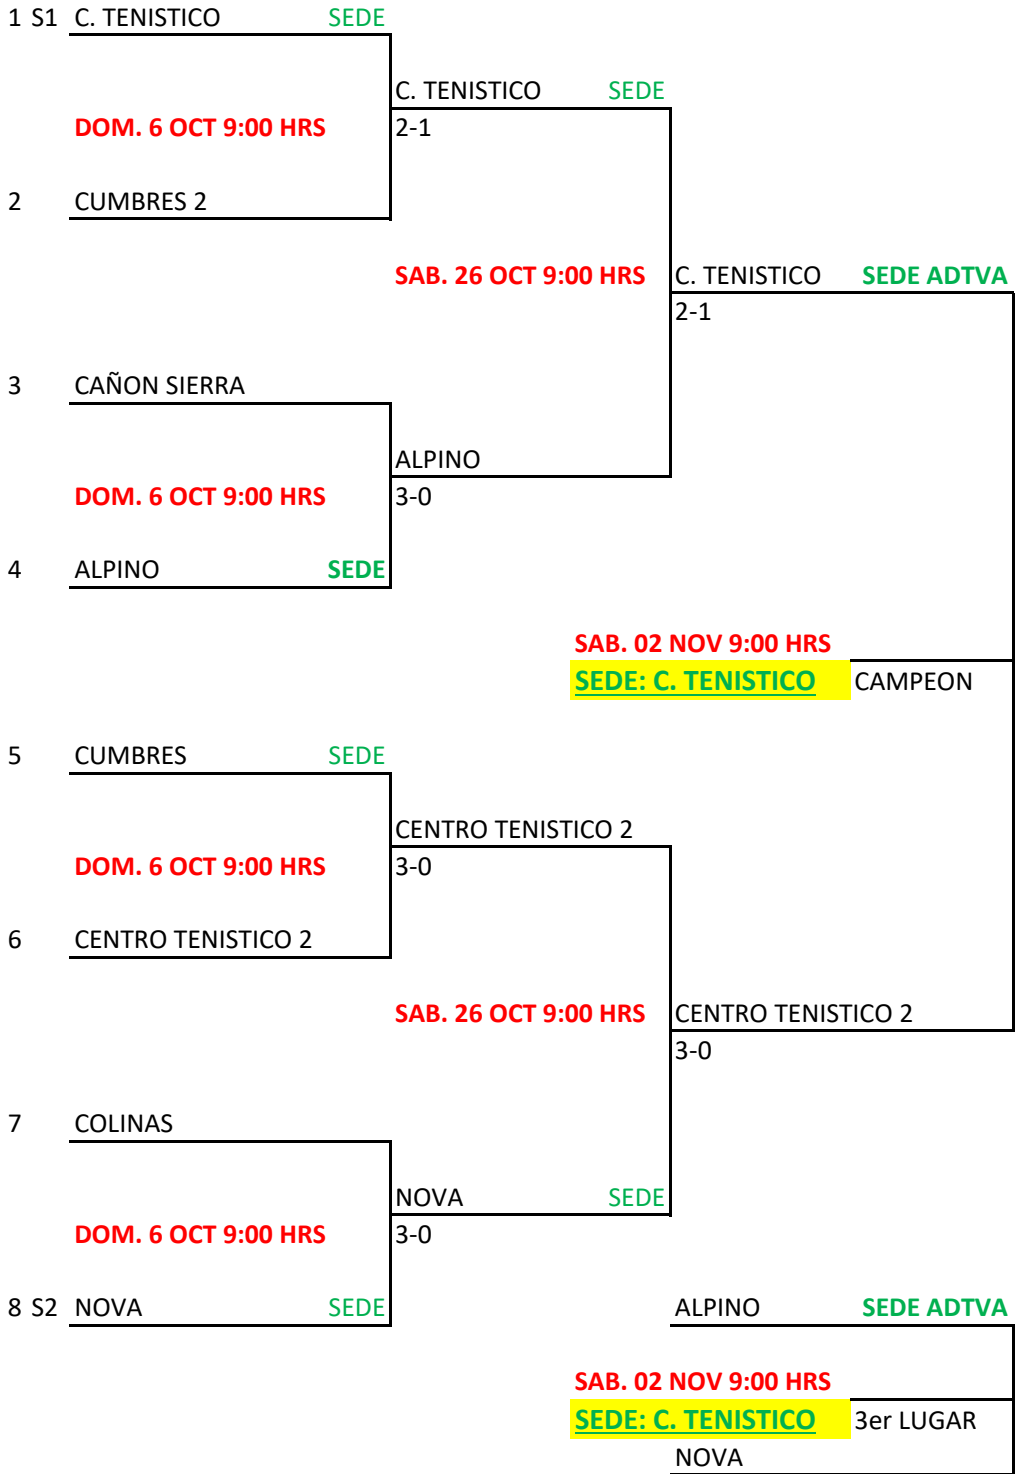 1 S1 C. TENISTICO SEDE
C. TENISTICO SEDE
DOM. 6 OCT 9:00 HRS 2-1
2 CUMBRES 2
SAB. 26 OCT 9:00 HRS C. TENISTICO SEDE ADTVA
2-1
3 CAÑON SIERRA
ALPINO
DOM. 6 OCT 9:00 HRS 3-0
4 ALPINO SEDE
SAB. 02 NOV 9:00 HRS
SEDE: C. TENISTICO CAMPEON
5 CUMBRES SEDE
CENTRO TENISTICO 2
DOM. 6 OCT 9:00 HRS 3-0
6 CENTRO TENISTICO 2
SAB. 26 OCT 9:00 HRS CENTRO TENISTICO 2
3-0
7 COLINAS
NOVA SEDE
DOM. 6 OCT 9:00 HRS 3-0
8 S2 NOVA SEDE ALPINO SEDE ADTVA
SAB. 02 NOV 9:00 HRS
SEDE: C. TENISTICO 3er LUGAR
NOVA